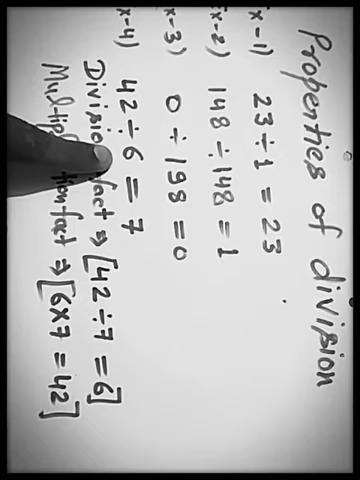 Properties of division
x-1) 23 ÷ 1 = 23
x-2) 148 ÷ 148 = 1
x-3) 0 ÷ 198 = 0
x-4) 42 ÷ 6 = 7
fact ⇒ [42 ÷ 7 = 6]
fact ⇒ [6 x 7 = 42]